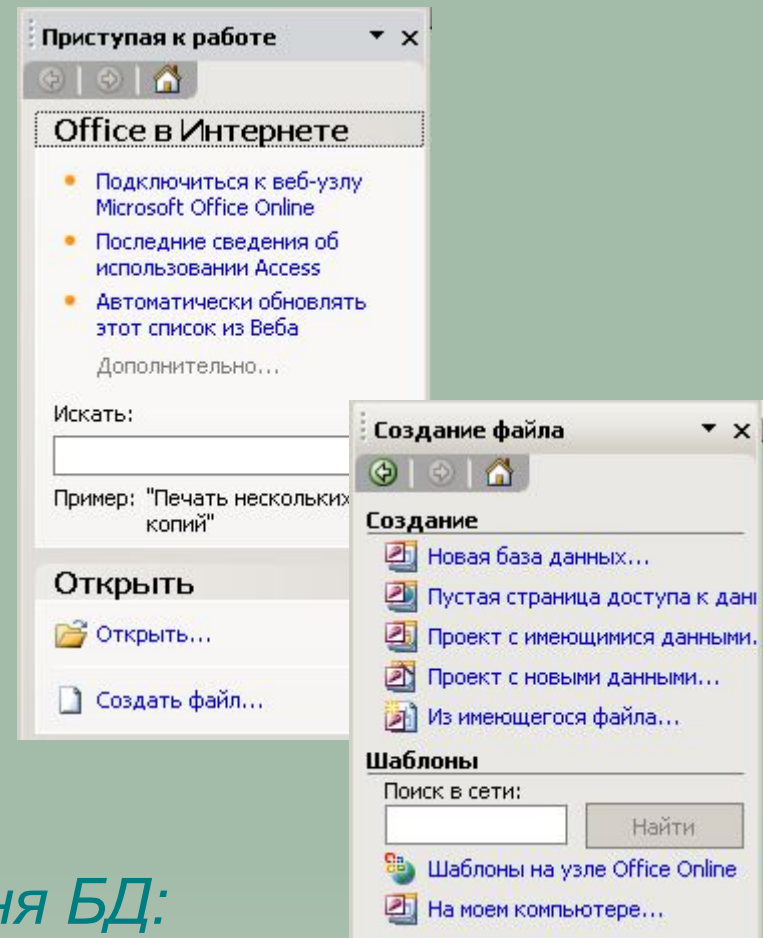 Приступая к работе
Office в Интернете
Подключиться к веб-узлу
Microsoft Office Online
Последние сведения об
использовании Access
Автоматически обновлять
этот список из Веба
Дополнительно...
Искать:
Пример: "Печать нескольких
копий"
Открыть
Открыть...
Создать файл...
Создание файла
Создание
Новая база данных...
Пустая страница доступа к
Проект с имеющимися данными.
Проект с новыми данными...
Из имеющегося файла...
Шаблоны
Поиск в сети:
Найти
Шаблоны на узле Office Online
На моем компьютере...
БД: